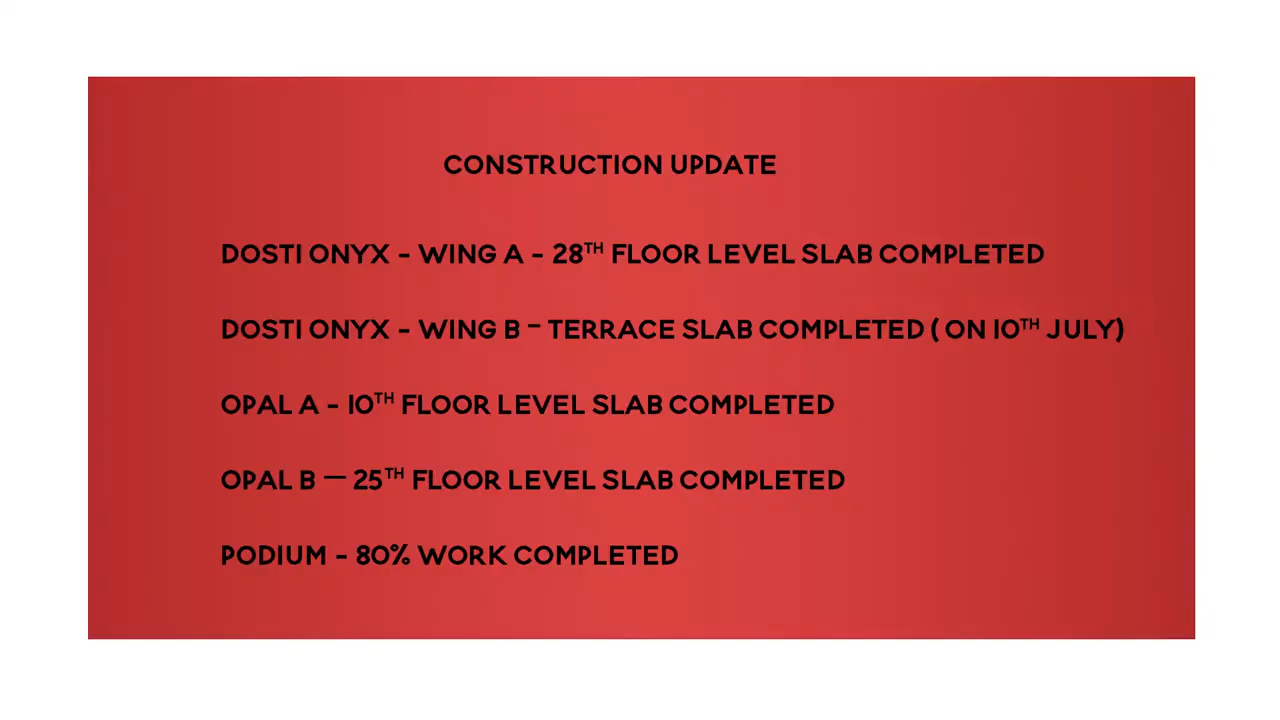 CONSTRUCTION UPDATE
DOSTI ONYX - WING A - 28TH FLOOR LEVEL SLAB COMPLETED
DOSTI ONYX - WING B – TERRACE SLAB COMPLETED ( ON 10TH JULY)
OPAL A - 10TH FLOOR LEVEL SLAB COMPLETED
OPAL B — 25TH FLOOR LEVEL SLAB COMPLETED
PODIUM - 80% WORK COMPLETED